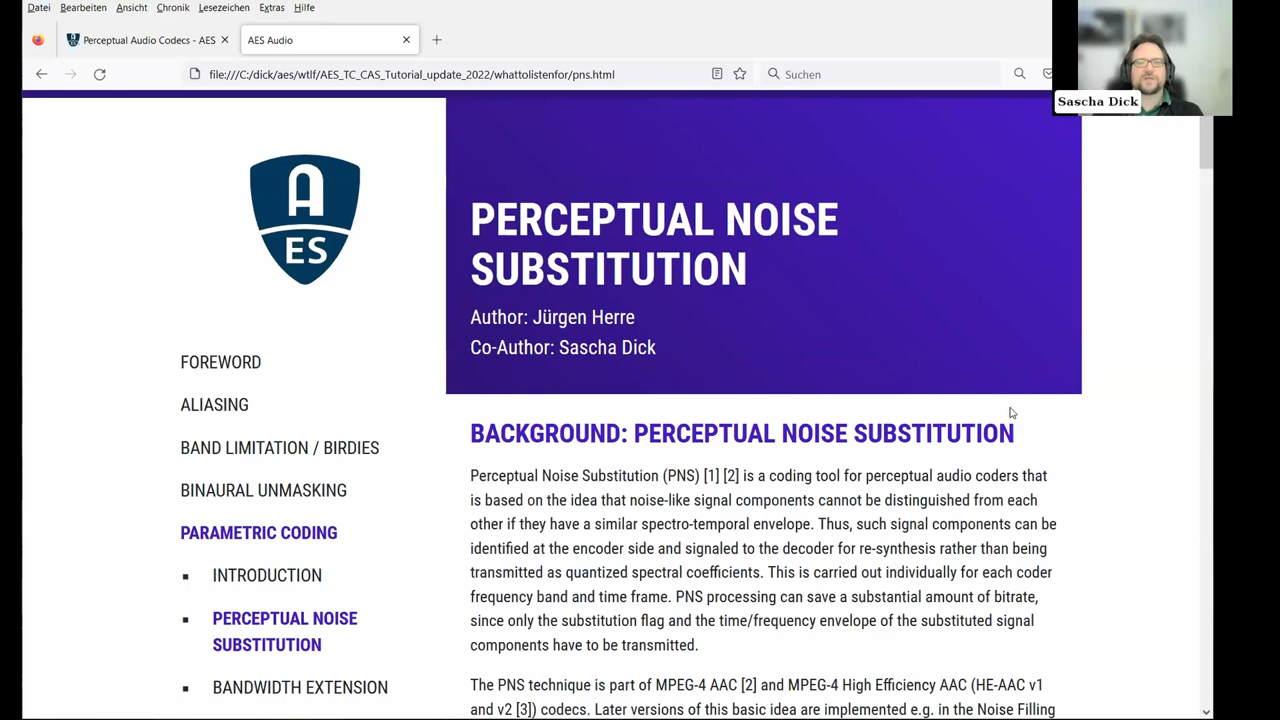 Datei Bearbeiten Ansicht Chronik Lesezeichen Extras Hilfe
Perceptual Audio Codecs - AES
AES Audio
file:///C:/dick/aes/wtlf/AES_TC_CAS_Tutorial_update_2022/whattolistenfor/pns.html
Suchen
Sascha Dick
A
ES
PERCEPTUAL NOISE
SUBSTITUTION
Author: Jürgen Herre
Co-Author: Sascha Dick
FOREWORD
ALIASING
BAND LIMITATION / BIRDIES
BINAURAL UNMASKING
PARAMETRIC CODING
INTRODUCTION
PERCEPTUAL NOISE
SUBSTITUTION
BANDWIDTH EXTENSION
BACKGROUND: PERCEPTUAL NOISE SUBSTITUTION
Perceptual Noise Substitution (PNS) [1] [2] is a coding tool for perceptual audio coders that
is based on the idea that noise-like signal components cannot be distinguished from each
other if they have a similar spectro-temporal envelope. Thus, such signal components can be
identified at the encoder side and signaled to the decoder for re-synthesis rather than being
transmitted as quantized spectral coefficients. This is carried out individually for each coder
frequency band and time frame. PNS processing can save a substantial amount of bitrate,
since only the substitution flag and the time/frequency envelope of the substituted signal
components have to be transmitted.
The PNS technique is part of MPEG-4 AAC [2] and MPEG-4 High Efficiency AAC (HE-AAC v1
and v2 [3]) codecs. Later versions of this basic idea are implemented e.g. in the Noise Filling